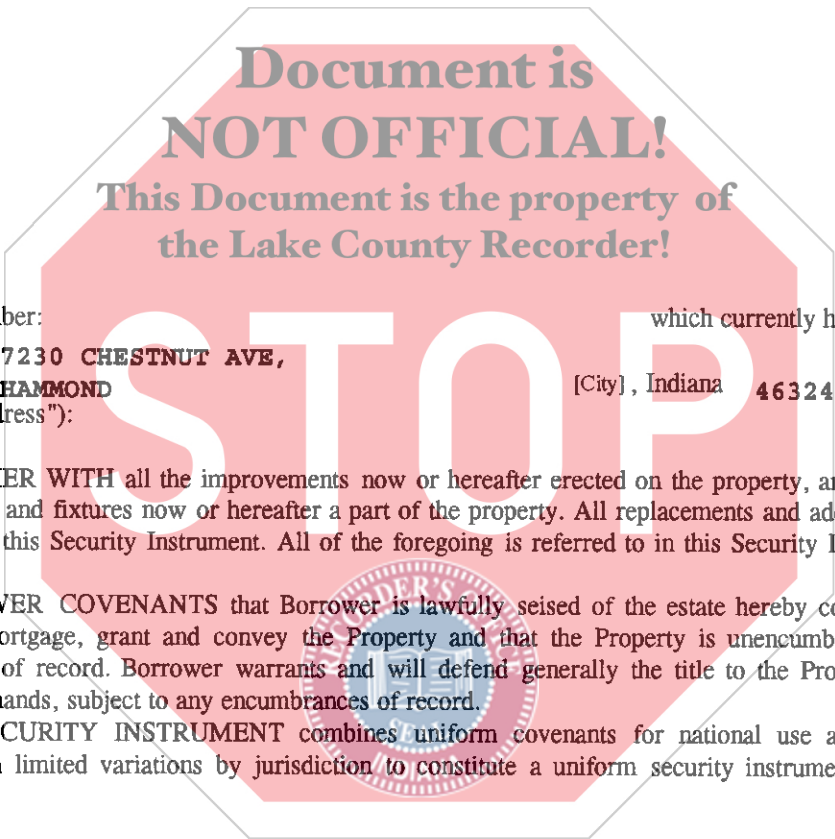 Document is
NOT OFFICIAL!
This Document is the property of
the Lake County Recorder!
STOP
ber: which currently h
7230 CHESTNUT AVE,
HAMMOND [City] , Indiana 46324
ress"):
ER WITH all the improvements now or hereafter erected on the property, a
and fixtures now or hereafter a part of the property. All replacements and ad
this Security Instrument. All of the foregoing is referred to in this Security I
VER COVENANTS that Borrower is lawfully seised of the estate hereby co
ortgage, grant and convey the Property and that the Property is unencumb
of record. Borrower warrants and will defend generally the title to the Pro
ands, subject to any encumbrances of record.
CURITY INSTRUMENT combines uniform covenants for national use a
limited variations by jurisdiction to constitute a uniform security instrume
SEAL
INDIANA